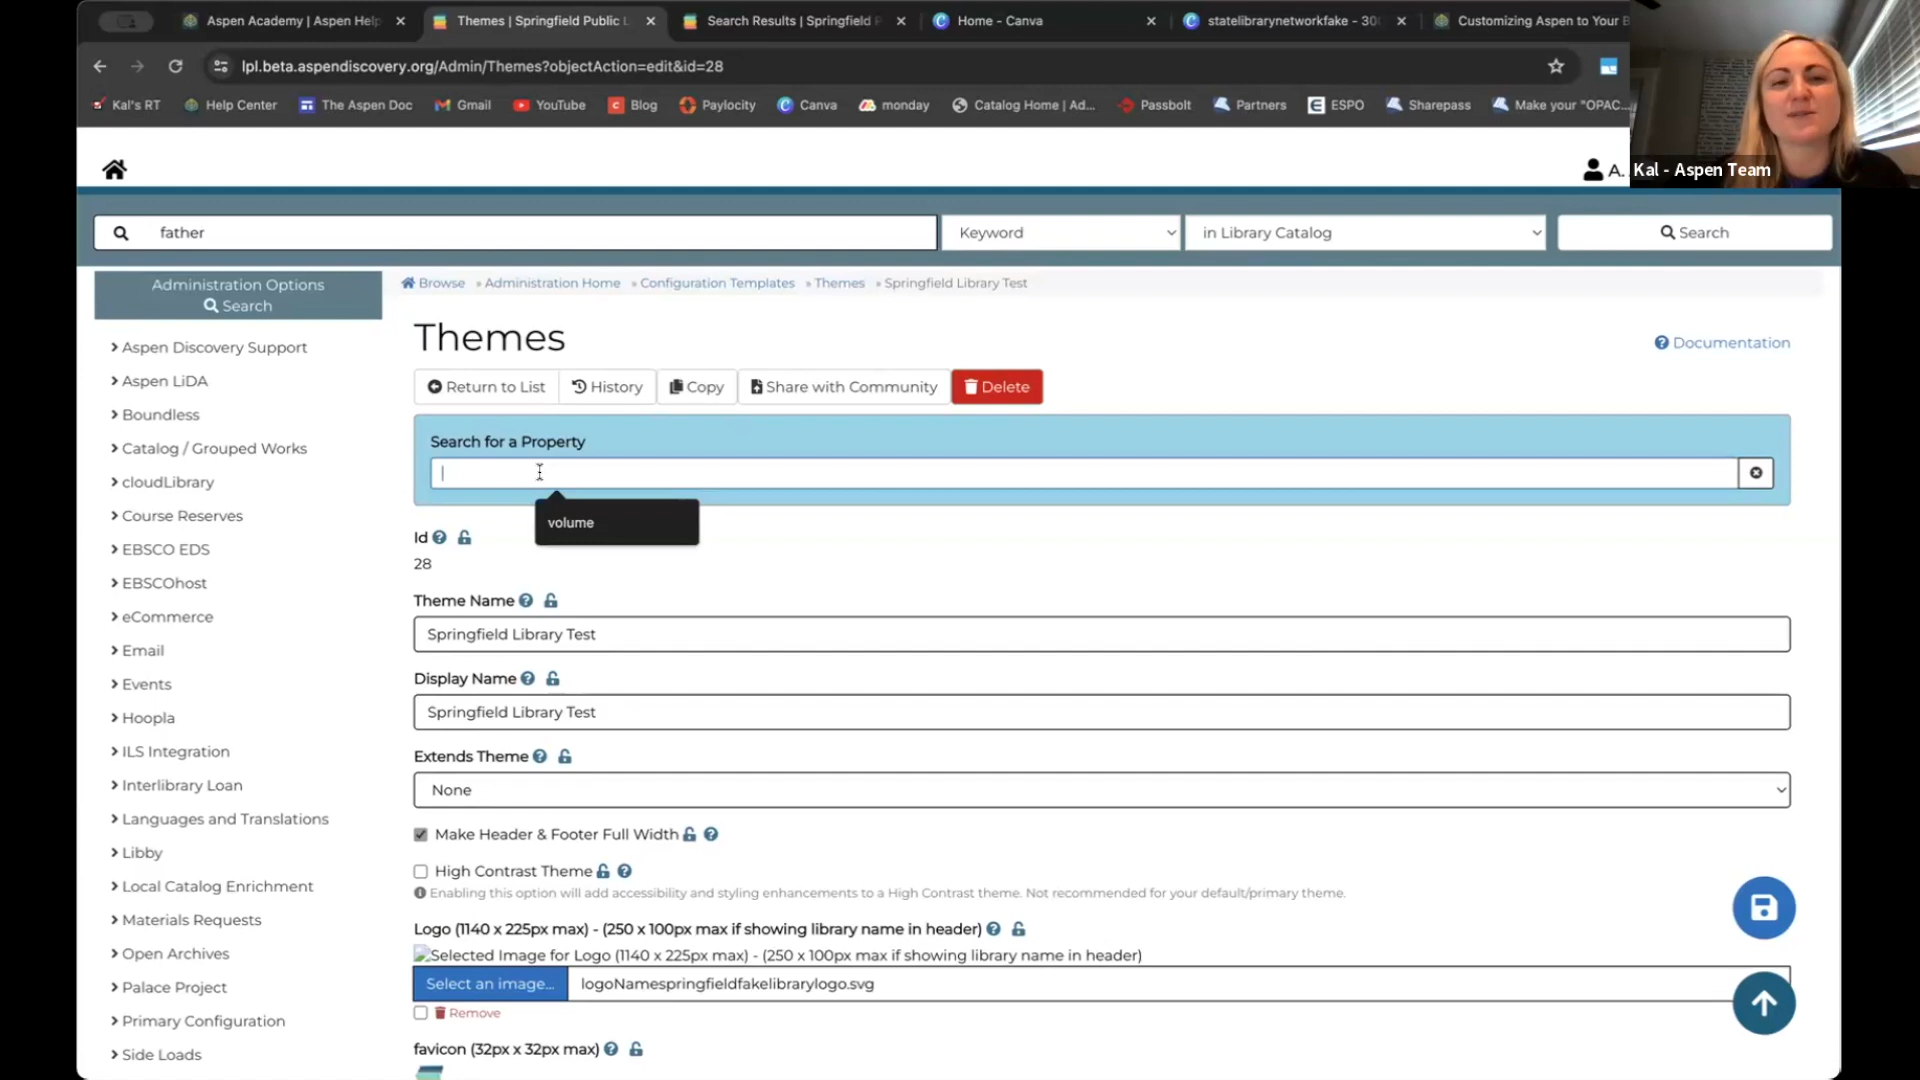 Aspen Academy | Aspen Help
Themes | Springfield Public L
Search Results | Springfield P
Home - Canva
statelibrarynetworkfake - 30
Customizing Aspen to Your B
lpl.beta.aspendiscovery.org/Admin/Themes?objectAction=edit&id=28
Kal's RT
Help Center
The Aspen Doc
Gmail
YouTube
Blog
Paylocity
Canva
monday
Catalog Home | Ad...
Passbolt
Partners
ESPO
Sharepass
Make your "OPAC...
A.
Kal - Aspen Team
father
Keyword
in Library Catalog
Search
Administration Options
Search
Aspen Discovery Support
Aspen LiDA
Boundless
Catalog / Grouped Works
cloudLibrary
Course Reserves
EBSCO EDS
EBSCOhost
eCommerce
Email
Events
Hoopla
ILS Integration
Interlibrary Loan
Languages and Translations
Libby
Local Catalog Enrichment
Materials Requests
Open Archives
Palace Project
Primary Configuration
Side Loads
Browse » Administration Home » Configuration Templates » Themes » Springfield Library Test
Themes
Documentation
Return to List
History
Copy
Share with Community
Delete
Search for a Property
volume
Id
28
Theme Name
Springfield Library Test
Display Name
Springfield Library Test
Extends Theme
None
Make Header & Footer Full Width
High Contrast Theme
Enabling this option will add accessibility and styling enhancements to a High Contrast theme. Not recommended for your default/primary theme.
Logo (1140 x 225px max) - (250 x 100px max if showing library name in header)
Selected Image for Logo (1140 x 225px max) - (250 x 100px max if showing library name in header)
Select an image...
logoNamespringfieldfakelibrarylogo.svg
Remove
favicon (32px x 32px max)